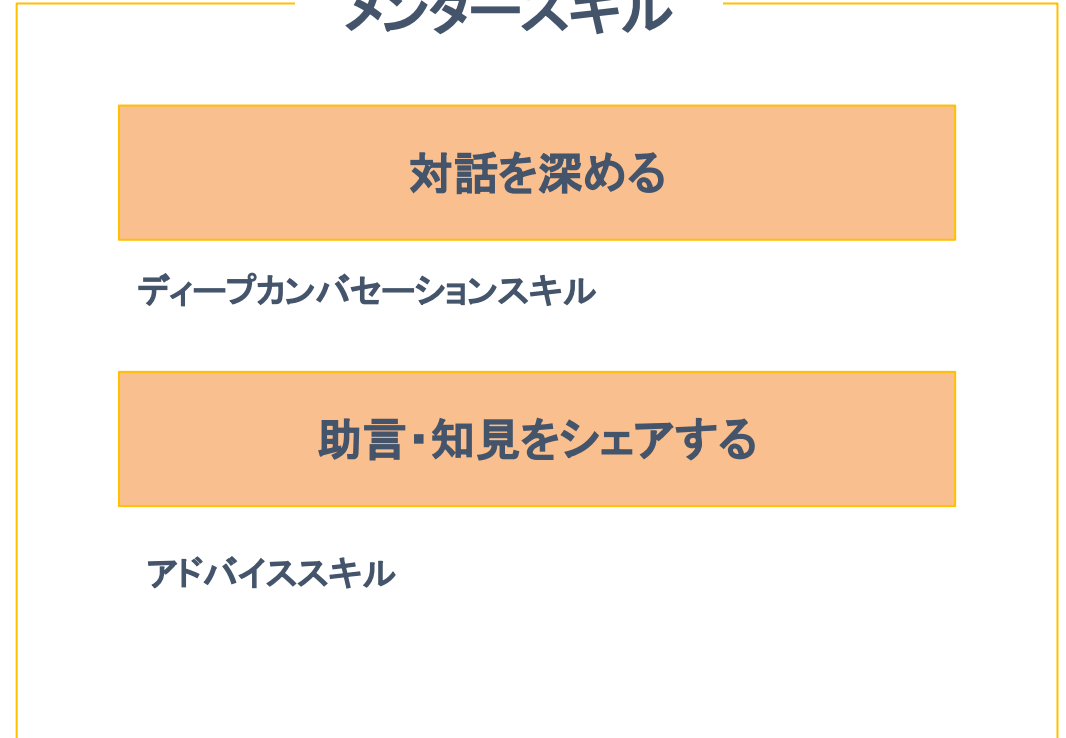 メンタースキル
対話を深める
ディープカンバセーションスキル
助言・知見をシェアする
アドバイススキル